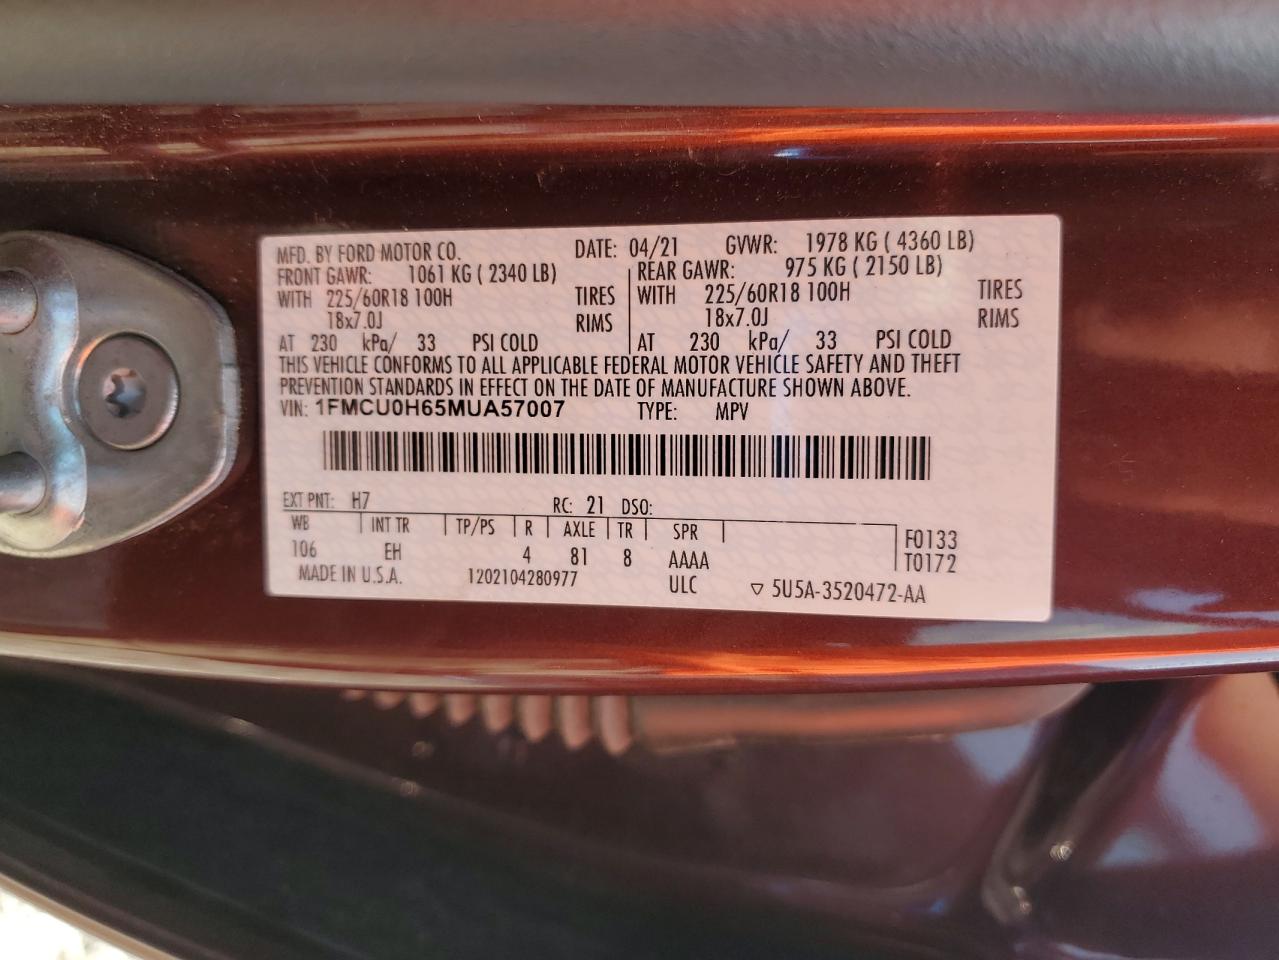 MFD. BY FORD MOTOR CO. DATE: 04/21 GVWR: 1978 KG ( 4360 LB)
FRONT GAWR: 1061 KG ( 2340 LB) REAR GAWR: 975 KG ( 2150 LB)
WITH 225/60R18 100H TIRES WITH 225/60R18 100H TIRES
18x7.0J RIMS 18x7.0J RIMS
AT 230 kPa/ 33 PSI COLD AT 230 kPa/ 33 PSI COLD
THIS VEHICLE CONFORMS TO ALL APPLICABLE FEDERAL MOTOR VEHICLE SAFETY AND THEFT
PREVENTION STANDARDS IN EFFECT ON THE DATE OF MANUFACTURE SHOWN ABOVE.
VIN: 1FMCU0H65MUA57007 TYPE: MPV
EXT PNT: H7 RC: 21 DSO:
WB INT TR TP/PS R AXLE TR SPR F0133
106 EH 4 81 8 AAAA T0172
MADE IN U.S.A. 1202104280977 ULC ▽ 5U5A-3520472-AA